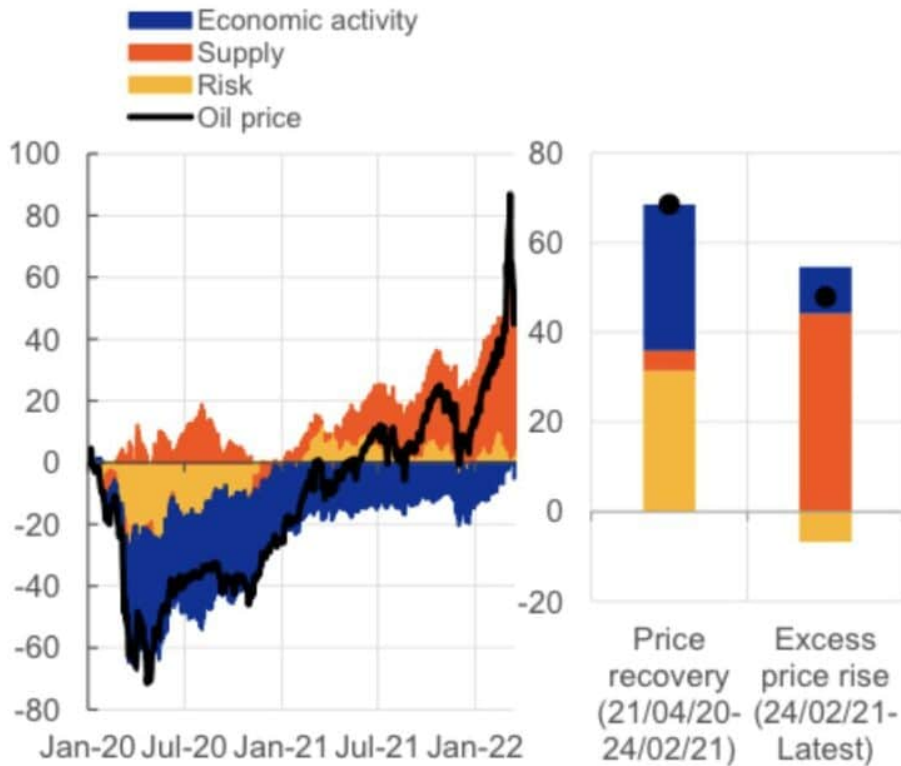 Economic activity
Supply
Risk
Oil price
100
80
60
40
20
0
-20
-40
-60
-80
Jan-20 Jul-20 Jan-21 Jul-21 Jan-22
80
60
40
20
0
-20
Price
recovery
(21/04/20-
24/02/21)
Excess
price rise
(24/02/21-
Latest)